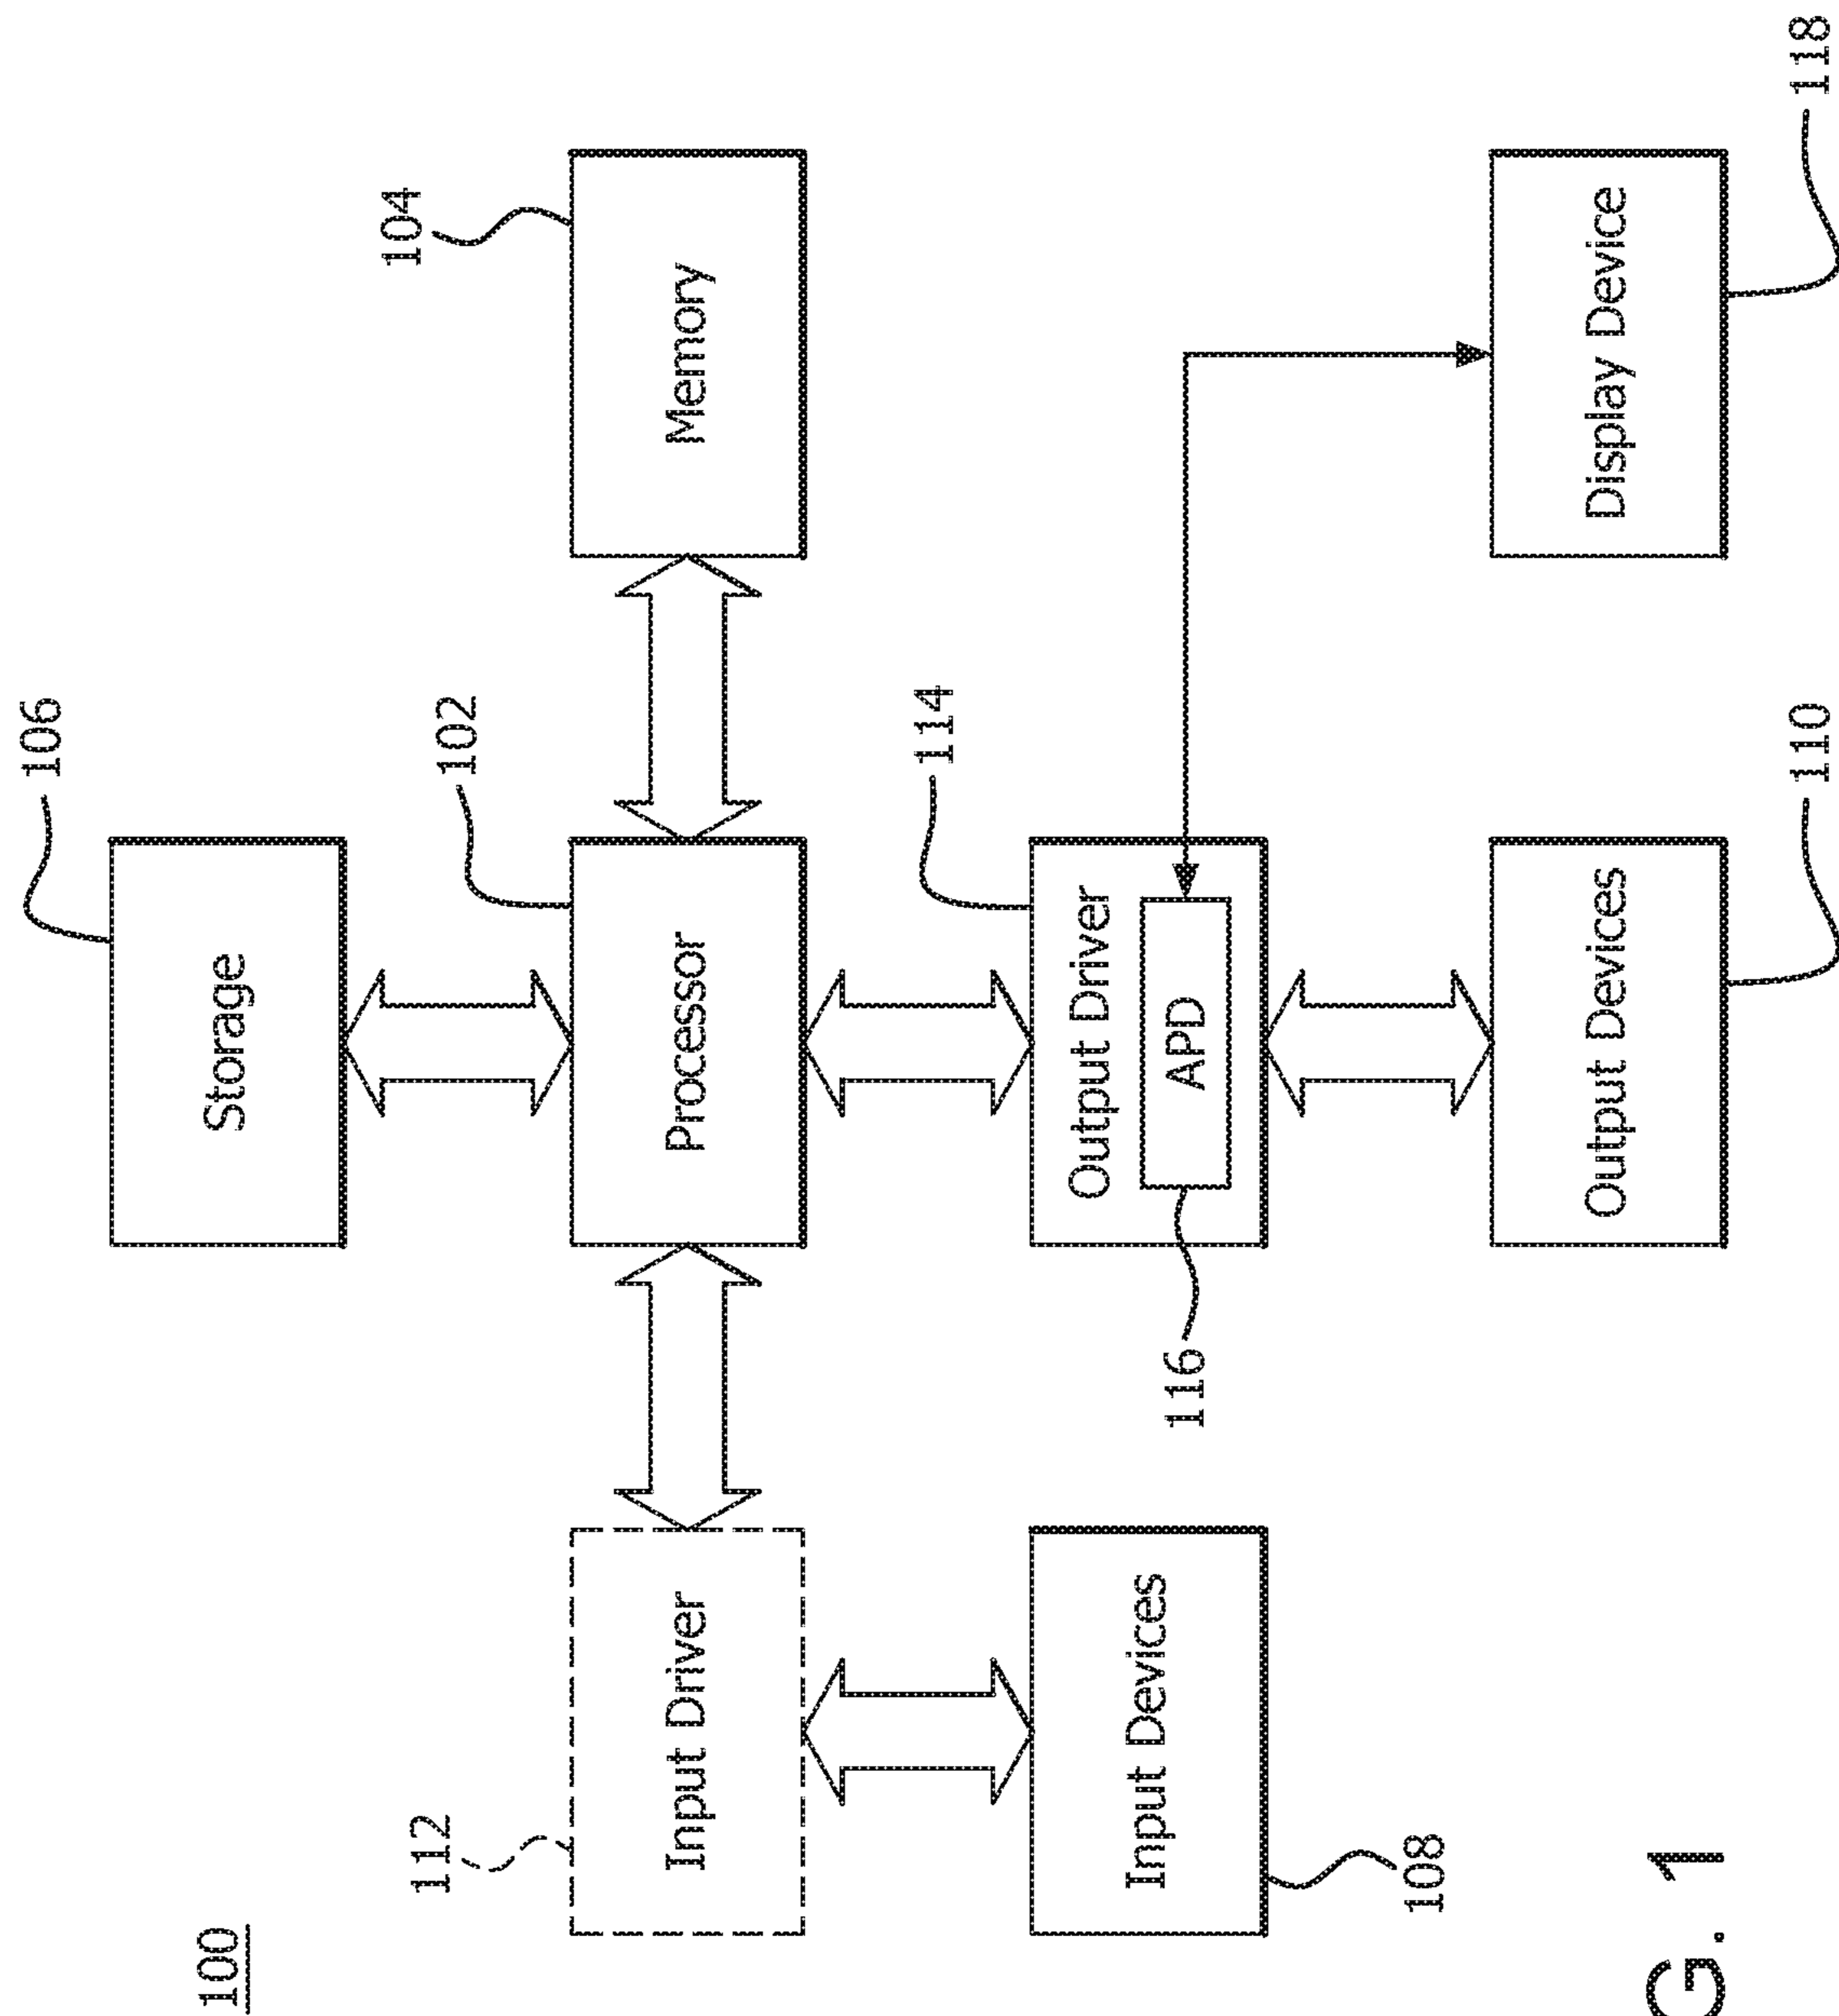 100
106
Storage
112
102
104
Input Driver
Processor
Memory
114
Input Devices
Output Driver
APD
116
108
Output Devices
Display Device
110
118
G. 1